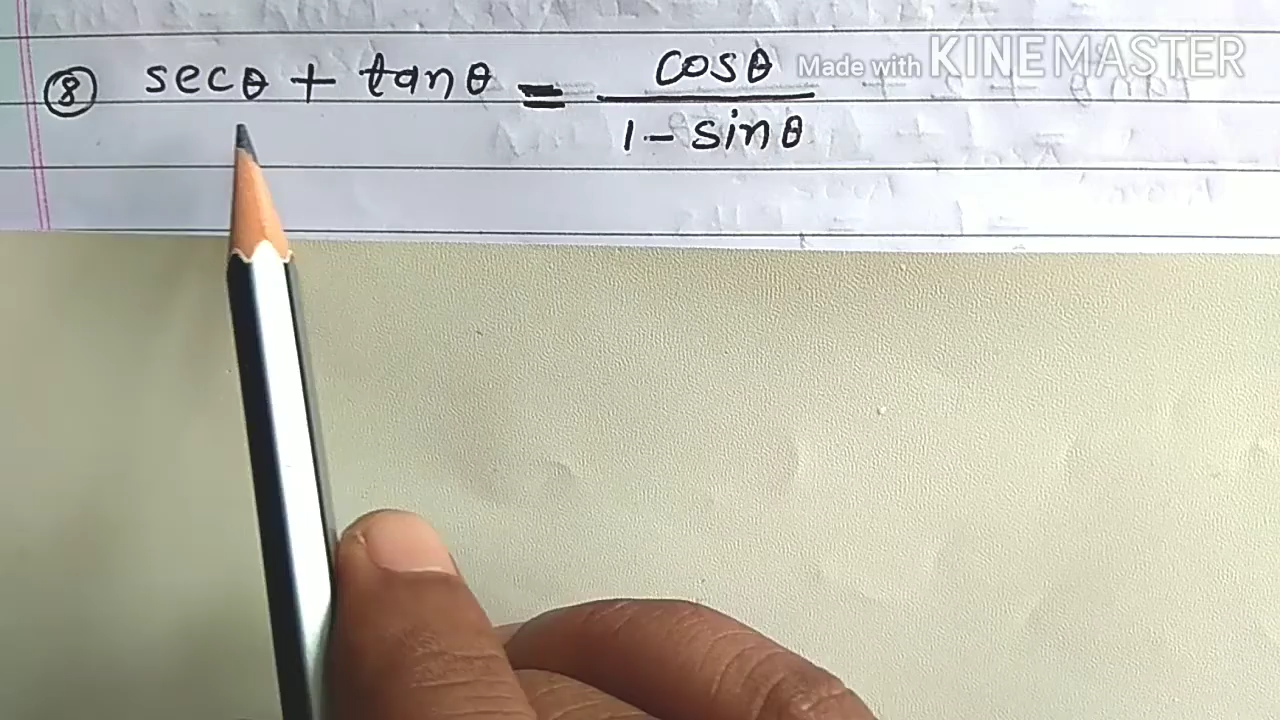 ⑧ secθ + tanθ = cosθ / 1 - sinθ
Made with KINEMASTER